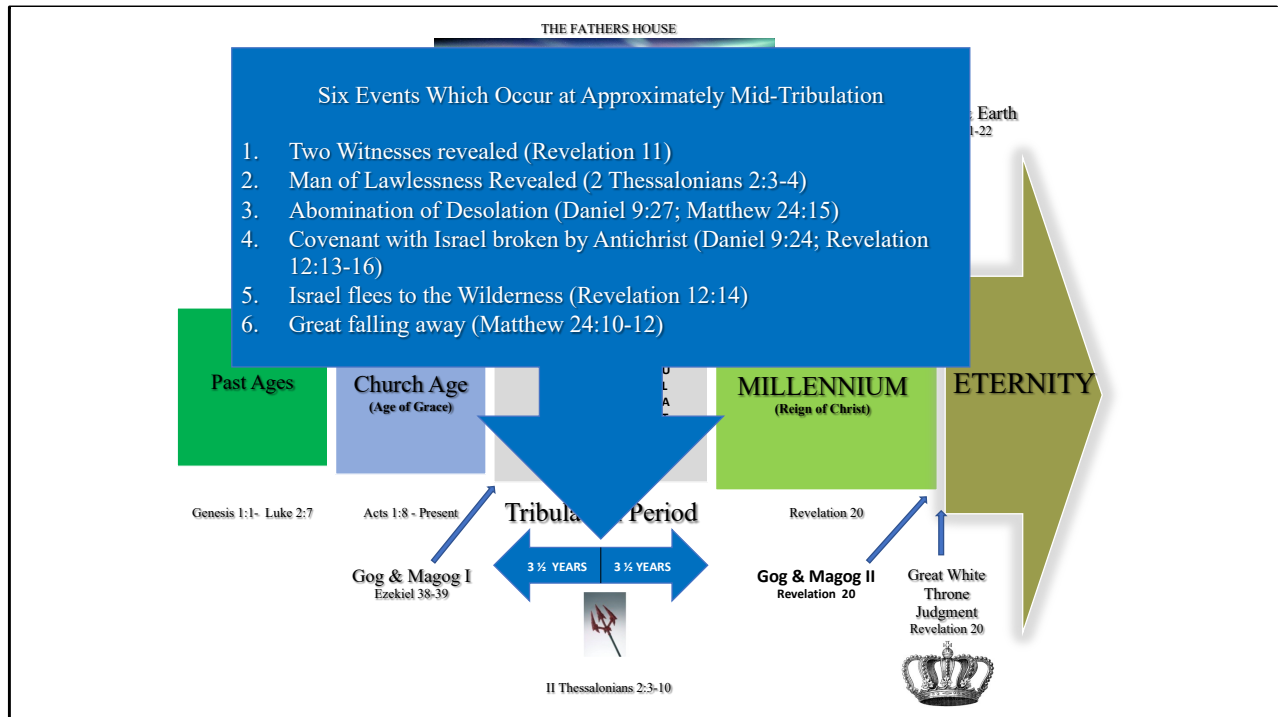 THE FATHERS HOUSE
Six Events Which Occur at Approximately Mid-Tribulation
1. Two Witnesses revealed (Revelation 11)
2. Man of Lawlessness Revealed (2 Thessalonians 2:3-4)
3. Abomination of Desolation (Daniel 9:27; Matthew 24:15)
4. Covenant with Israel broken by Antichrist (Daniel 9:24; Revelation
12:13-16)
5. Israel flees to the Wilderness (Revelation 12:14)
6. Great falling away (Matthew 24:10-12)
Earth
1-22
Past Ages
Church Age
(Age of Grace)
U
L
A
T
MILLENNIUM
(Reign of Christ)
ETERNITY
Genesis 1:1- Luke 2:7
Acts 1:8 - Present
Tribula Period
Revelation 20
3 ½ YEARS
3 ½ YEARS
Gog & Magog I
Ezekiel 38-39
Gog & Magog II
Revelation 20
Great White
Throne
Judgment
Revelation 20
II Thessalonians 2:3-10